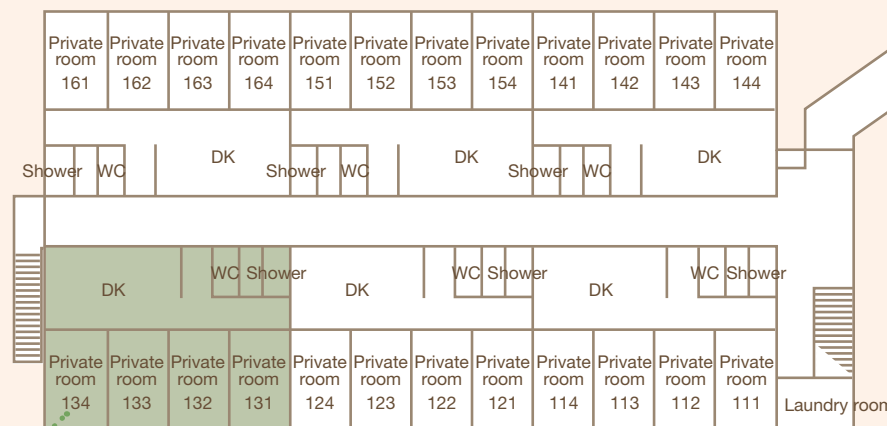 Private room 161
Private room 162
Private room 163
Private room 164
Private room 151
Private room 152
Private room 153
Private room 154
Private room 141
Private room 142
Private room 143
Private room 144
Shower WC DK
Shower WC DK
Shower WC DK
DK WC Shower
DK WC Shower
DK WC Shower
Private room 134
Private room 133
Private room 132
Private room 131
Private room 124
Private room 123
Private room 122
Private room 121
Private room 114
Private room 113
Private room 112
Private room 111
Laundry room